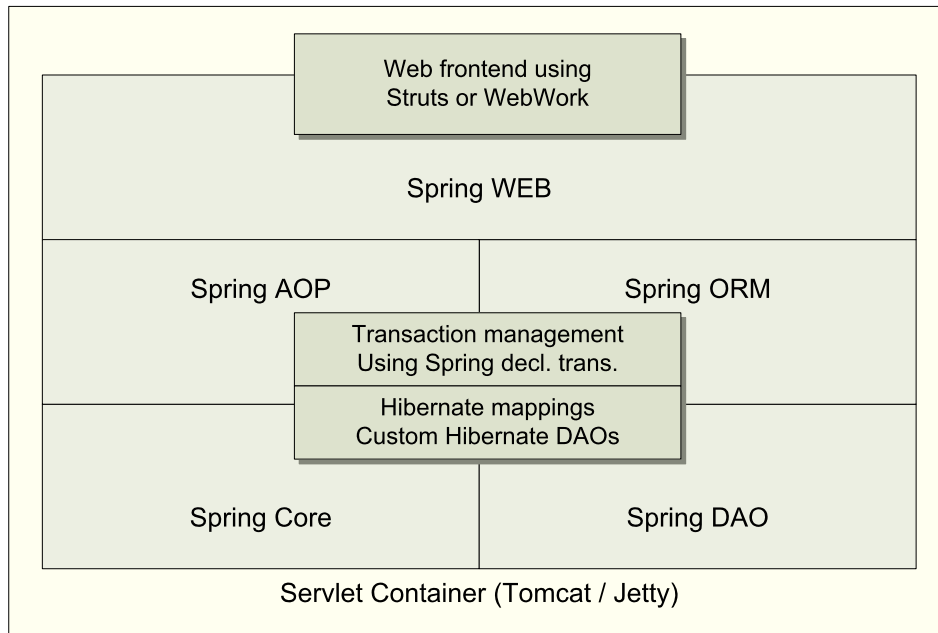 Web frontend using
Struts or WebWork
Spring WEB
Spring AOP
Spring ORM
Transaction management
Using Spring decl. trans.
Hibernate mappings
Custom Hibernate DAOs
Spring Core
Spring DAO
Servlet Container (Tomcat / Jetty)